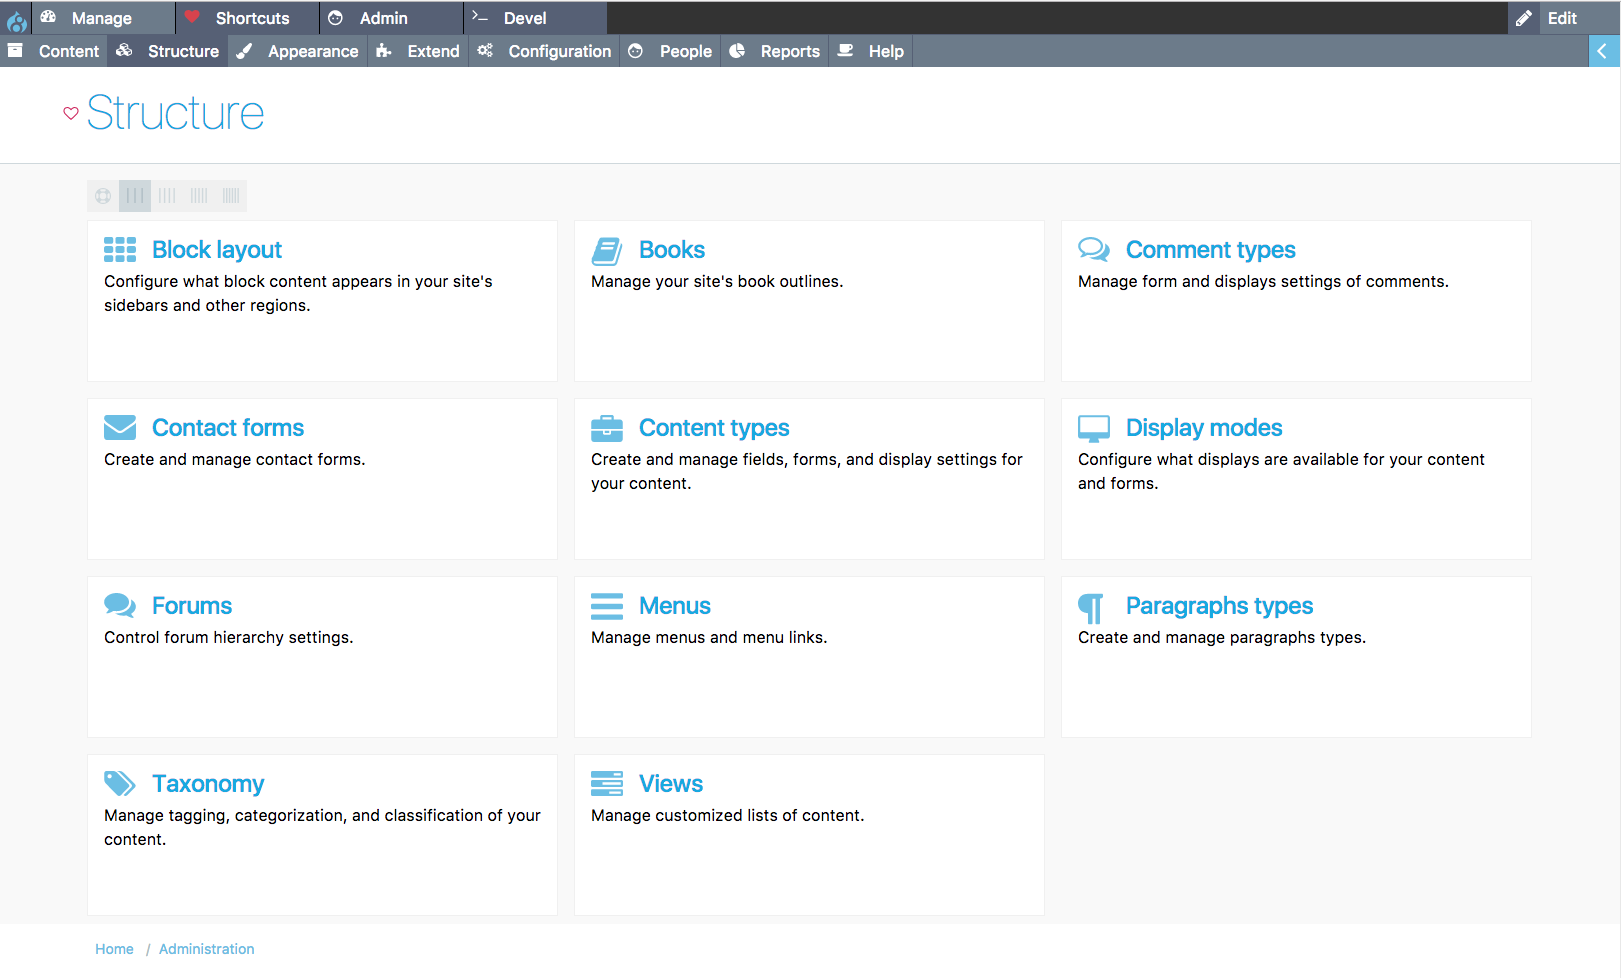 Manage Shortcuts Admin Devel Edit
Content Structure Appearance Extend Configuration People Reports Help
Structure
Block layout
Configure what block content appears in your site's
sidebars and other regions.
Books
Manage your site's book outlines.
Comment types
Manage form and displays settings of comments.
Contact forms
Create and manage contact forms.
Content types
Create and manage fields, forms, and display settings for
your content.
Display modes
Configure what displays are available for your content
and forms.
Forums
Control forum hierarchy settings.
Menus
Manage menus and menu links.
Paragraphs types
Create and manage paragraphs types.
Taxonomy
Manage tagging, categorization, and classification of your
content.
Views
Manage customized lists of content.
Home / Administration